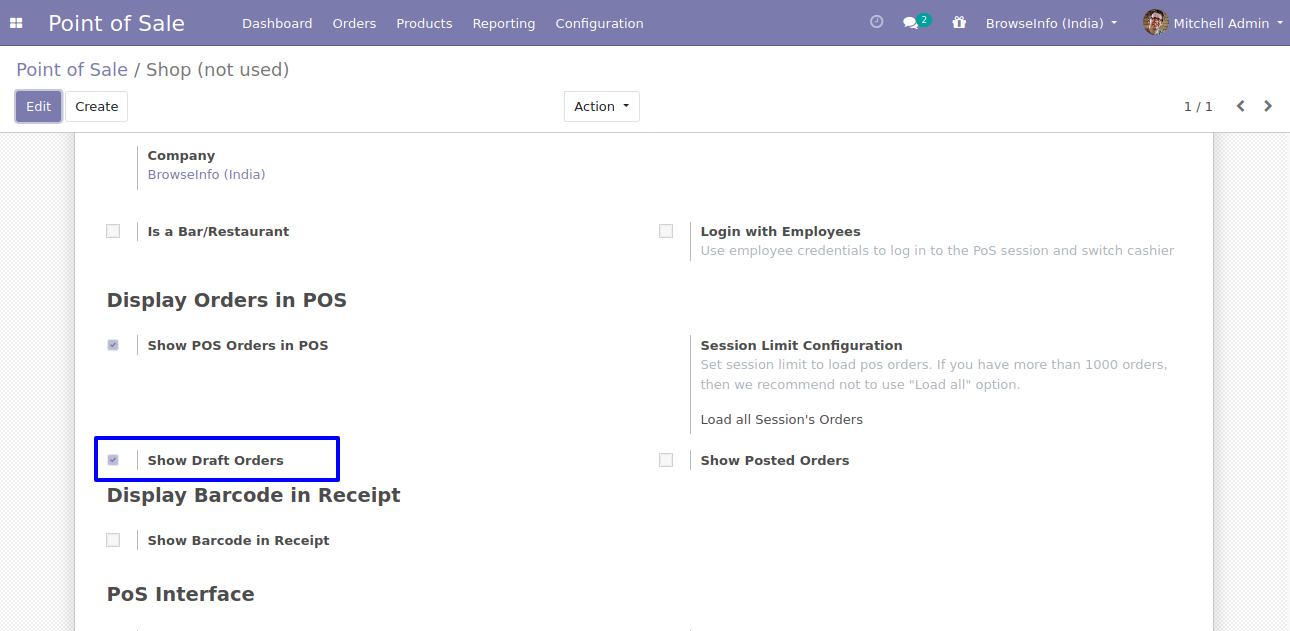 Point of Sale Dashboard Orders Products Reporting Configuration 2 BrowseInfo (India) Mitchell Admin
Point of Sale / Shop (not used)
Edit Create Action 1 / 1
Company
BrowseInfo (India)
Is a Bar/Restaurant
Login with Employees
Use employee credentials to log in to the PoS session and switch cashier
Display Orders in POS
Show POS Orders in POS
Session Limit Configuration
Set session limit to load pos orders. If you have more than 1000 orders,
then we recommend not to use "Load all" option.
Load all Session's Orders
Show Draft Orders
Show Posted Orders
Display Barcode in Receipt
Show Barcode in Receipt
PoS Interface